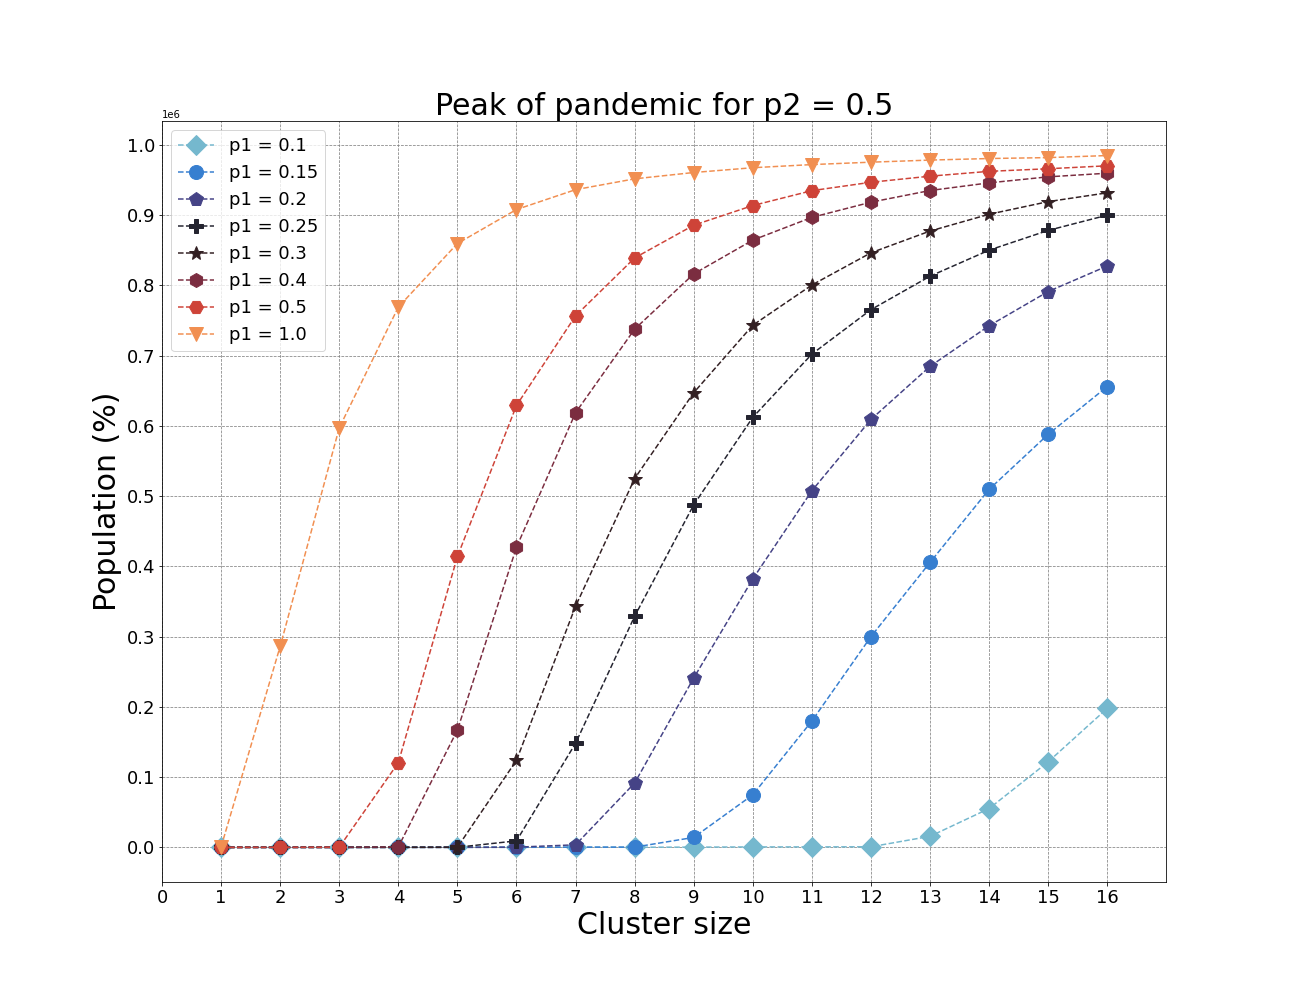 Peak of pandemic for p2 = 0.5
1e6
1.0
0.9
0.8
0.7
0.6
0.5
0.4
0.3
0.2
0.1
0.0
Population (%)
p1 = 0.1
p1 = 0.15
p1 = 0.2
p1 = 0.25
p1 = 0.3
p1 = 0.4
p1 = 0.5
p1 = 1.0
0 1 2 3 4 5 6 7 8 9 10 11 12 13 14 15 16
Cluster size